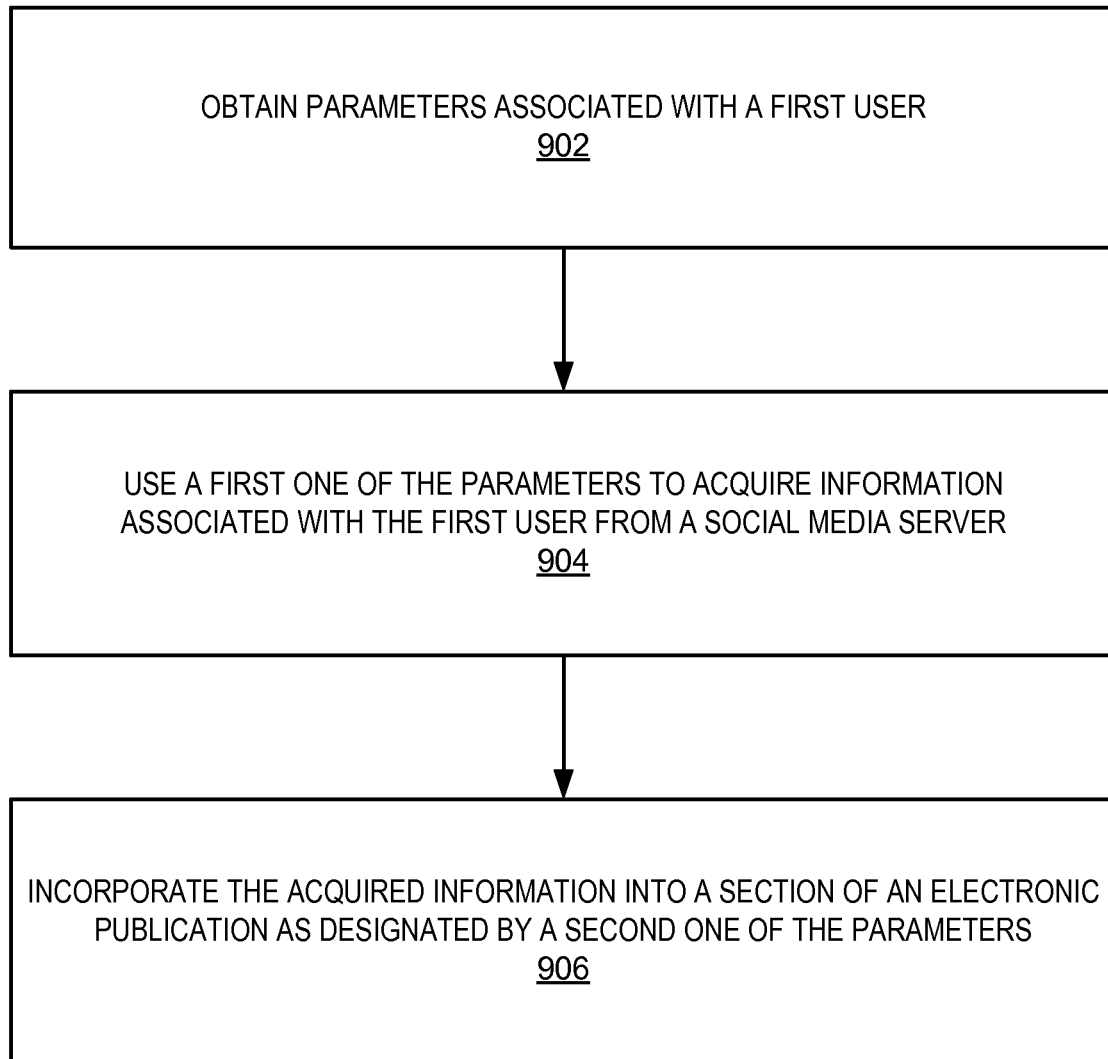 OBTAIN PARAMETERS ASSOCIATED WITH A FIRST USER
902
USE A FIRST ONE OF THE PARAMETERS TO ACQUIRE INFORMATION
ASSOCIATED WITH THE FIRST USER FROM A SOCIAL MEDIA SERVER
904
INCORPORATE THE ACQUIRED INFORMATION INTO A SECTION OF AN ELECTRONIC
PUBLICATION AS DESIGNATED BY A SECOND ONE OF THE PARAMETERS
906